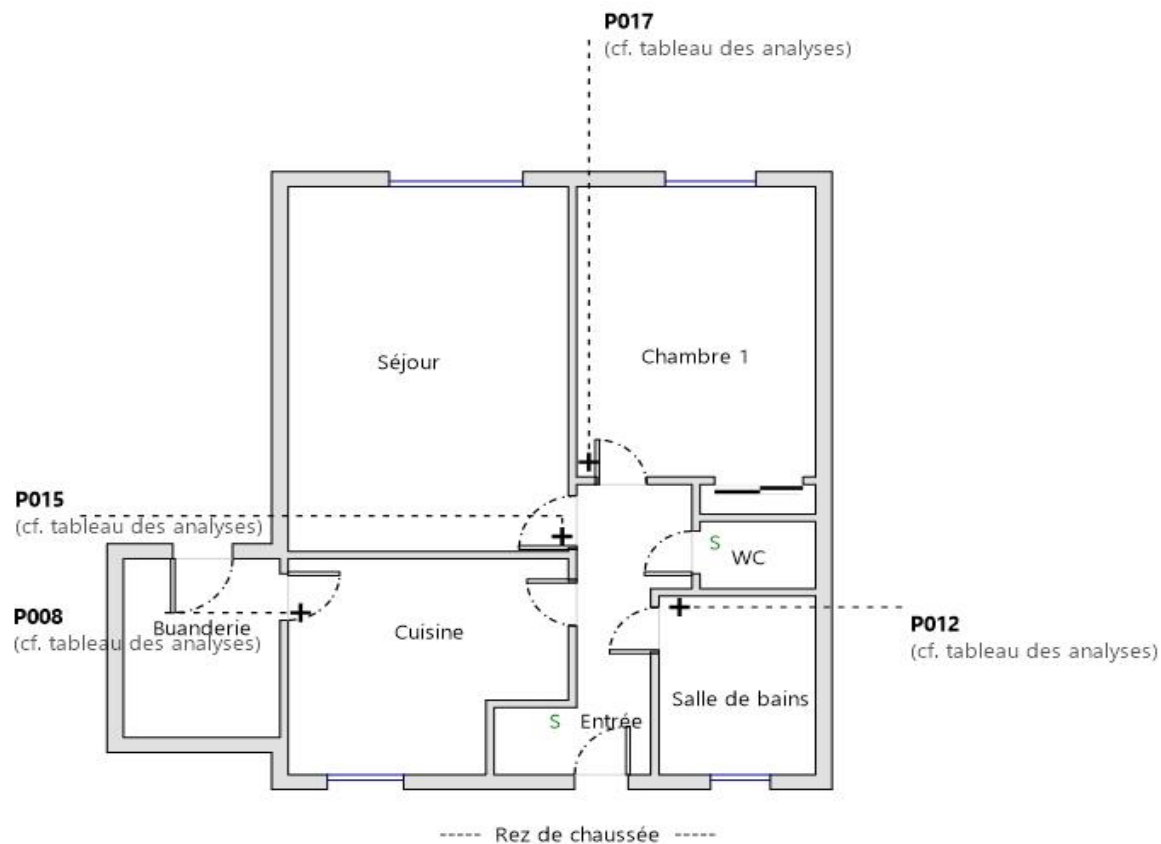 P017
(cf. tableau des analyses)
Séjour
Chambre 1
P015
(cf. tableau des analyses)
S
WC
P008
(cf. tableau des analyses)
Buanderie
Cuisine
P012
(cf. tableau des analyses)
Salle de bains
S
Entrée
----- Rez de chaussée -----